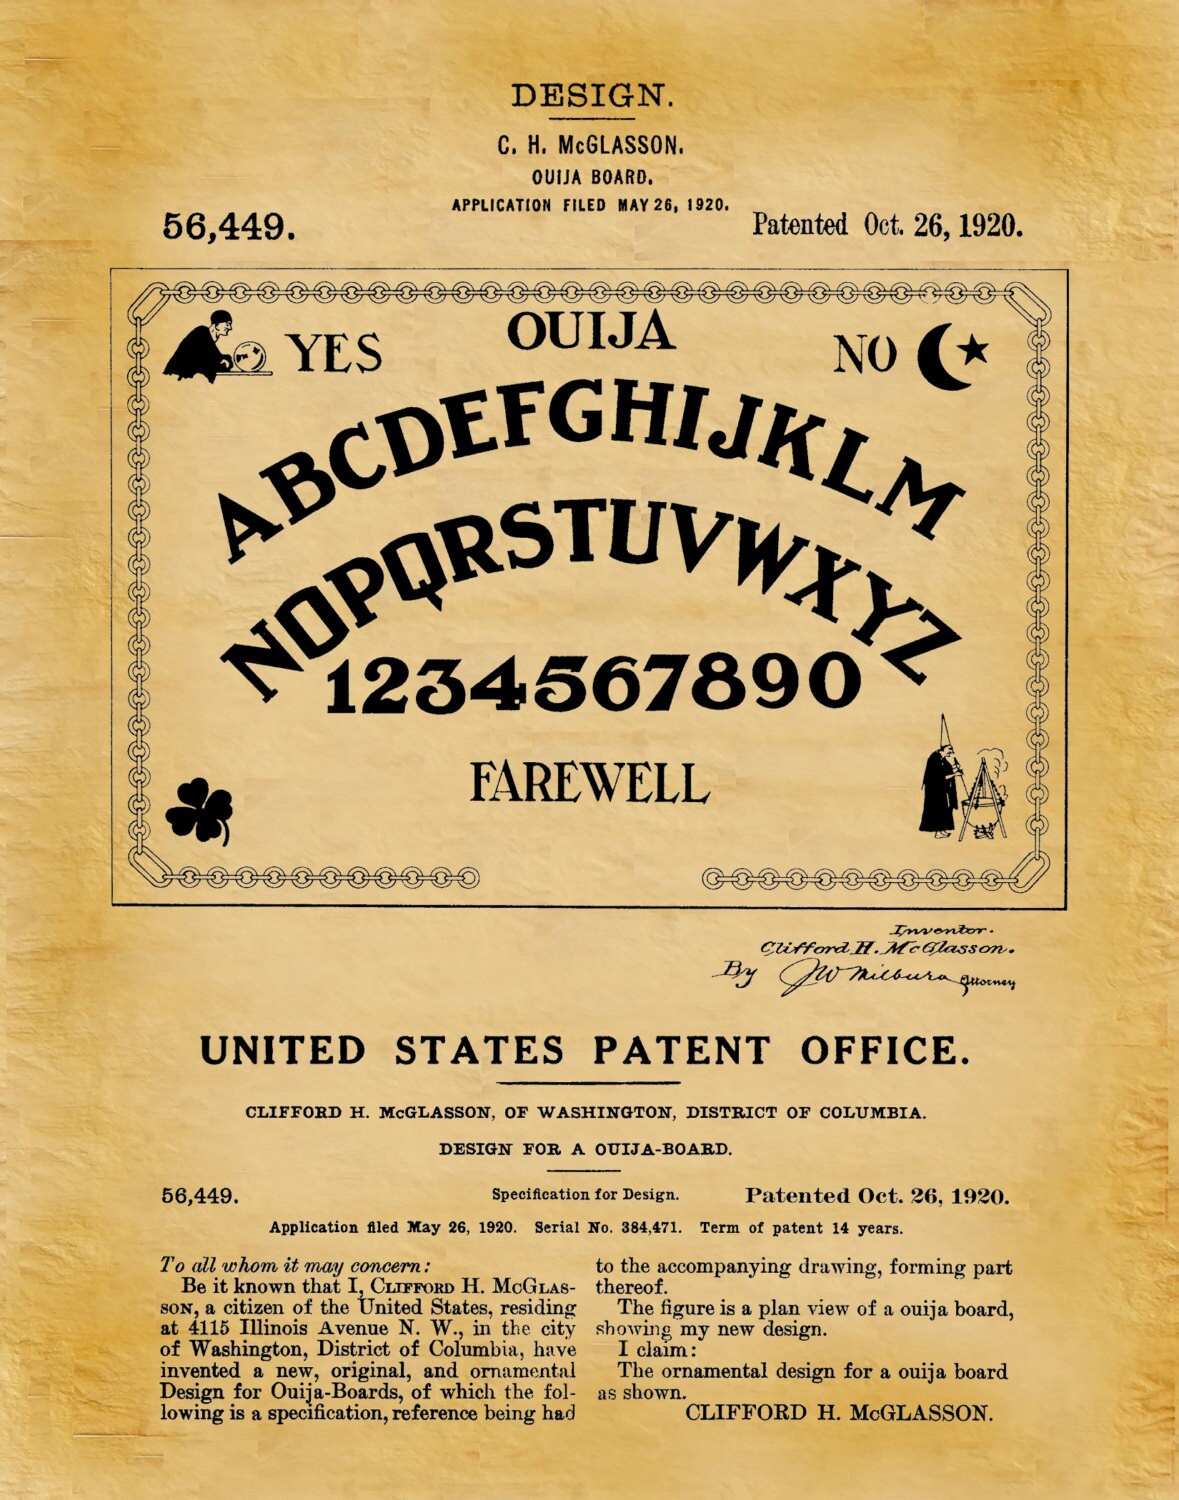 DESIGN.
C. H. McGLASSON.
OUIJA BOARD.
APPLICATION FILED MAY 26, 1920.
56,449.
Patented Oct. 26, 1920.
YES
OUIJA
NO
ABCDEFGHIJKLM
NOPQRSTUVWXYZ
1234567890
FAREWELL
Inventor.
Clifford H. McGlasson.
By JW Milburn Attorney
UNITED STATES PATENT OFFICE.
CLIFFORD H. McGLASSON, OF WASHINGTON, DISTRICT OF COLUMBIA.
DESIGN FOR A OUIJA-BOARD.
56,449.
Specification for Design.
Patented Oct. 26, 1920.
Application filed May 26, 1920. Serial No. 384,471. Term of patent 14 years.
To all whom it may concern:
Be it known that I, CLIFFORD H. McGLAS-
SON, a citizen of the United States, residing
at 4115 Illinois Avenue N. W., in the city
of Washington, District of Columbia, have
invented a new, original, and ornamental
Design for Ouija-Boards, of which the fol-
lowing is a specification, reference being had
to the accompanying drawing, forming part
thereof.
The figure is a plan view of a ouija board,
showing my new design.
I claim:
The ornamental design for a ouija board
as shown.
CLIFFORD H. McGLASSON.